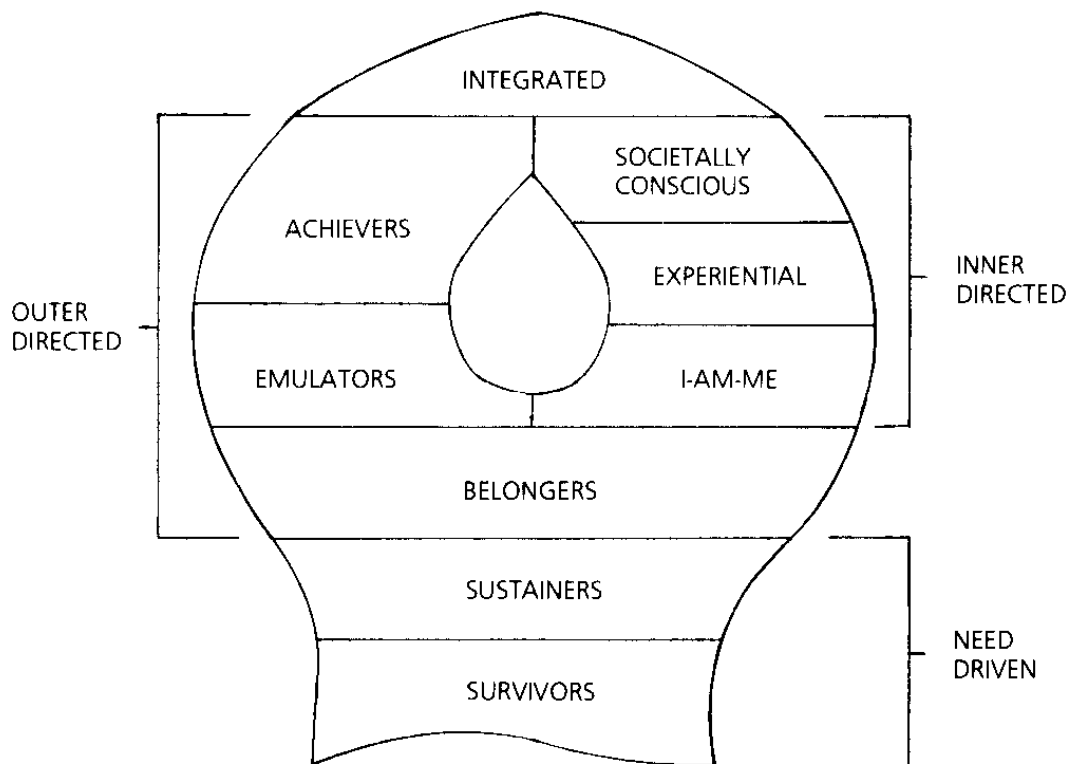 INTEGRATED
SOCIETALLY
CONSCIOUS
ACHIEVERS
EXPERIENTIAL
INNER
DIRECTED
OUTER
DIRECTED
EMULATORS
I-AM-ME
BELONGERS
SUSTAINERS
NEED
DRIVEN
SURVIVORS